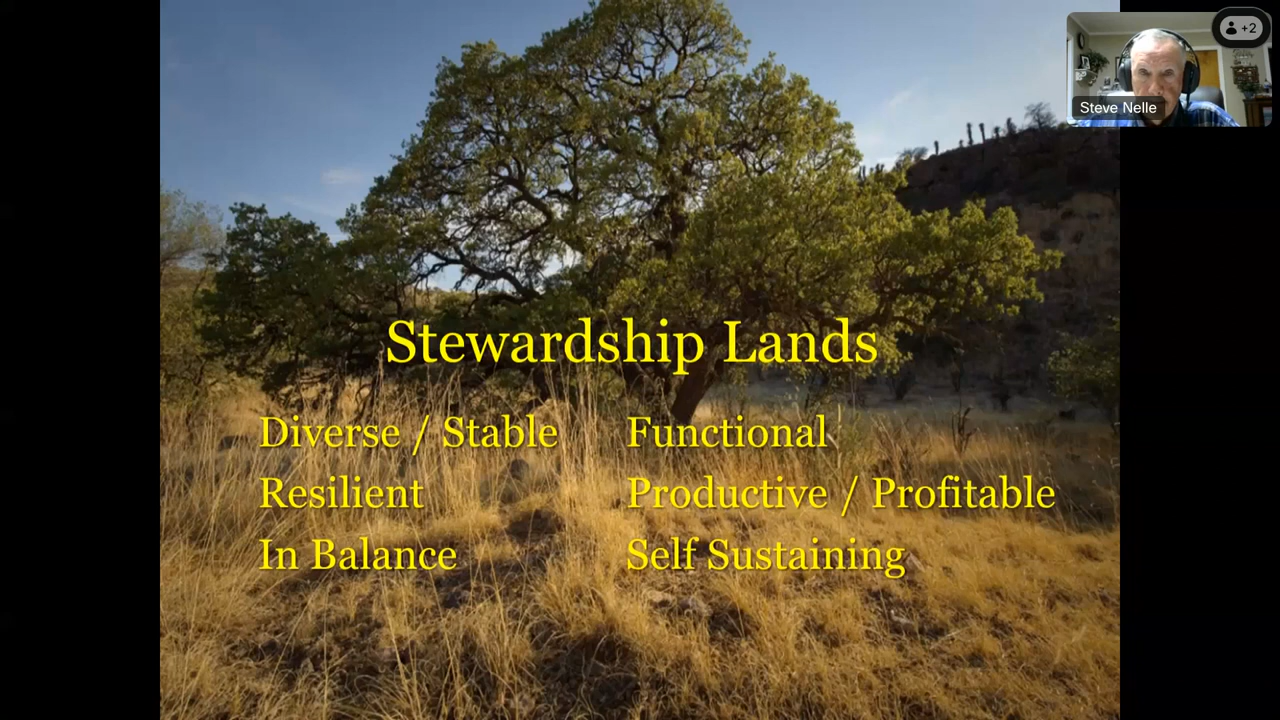 +2
Steve Nelle
Stewardship Lands
Diverse / Stable
Resilient
In Balance
Functional
Productive / Profitable
Self Sustaining